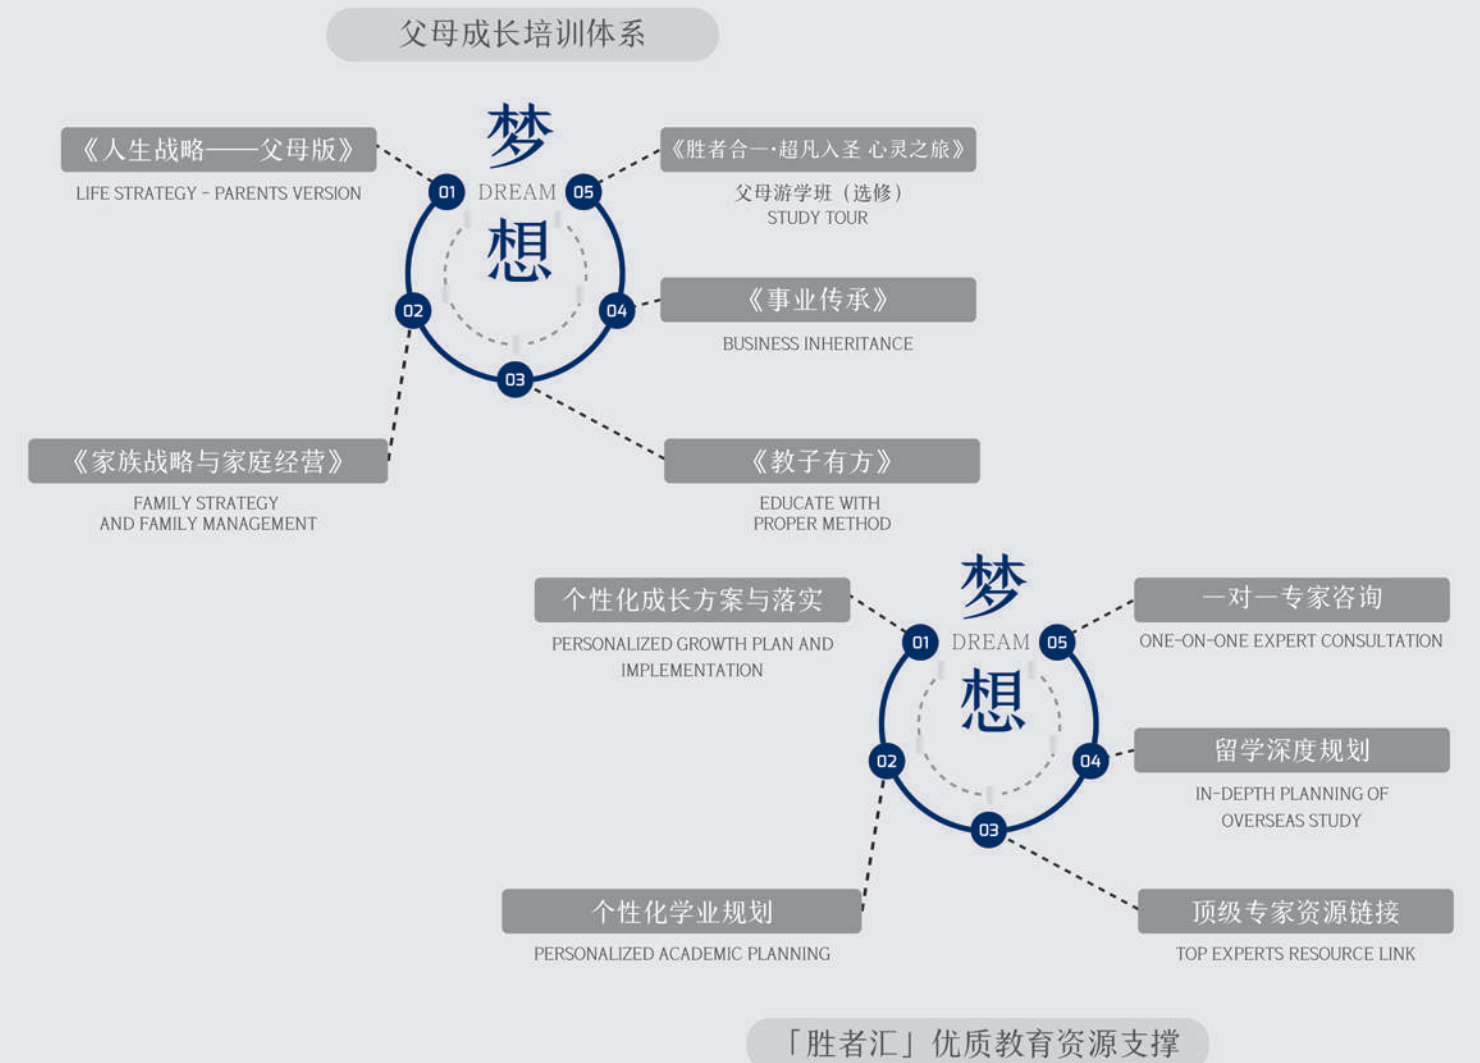 父母成长培训体系
梦
DREAM
想
01
《人生战略——父母版》
LIFE STRATEGY - PARENTS VERSION
02
《家族战略与家庭经营》
FAMILY STRATEGY
AND FAMILY MANAGEMENT
03
《教子有方》
EDUCATE WITH
PROPER METHOD
04
《事业传承》
BUSINESS INHERITANCE
05
《胜者合一·超凡入圣 心灵之旅》
父母游学班（选修）
STUDY TOUR
梦
DREAM
想
01
个性化成长方案与落实
PERSONALIZED GROWTH PLAN AND
IMPLEMENTATION
02
个性化学业规划
PERSONALIZED ACADEMIC PLANNING
03
顶级专家资源链接
TOP EXPERTS RESOURCE LINK
04
留学深度规划
IN-DEPTH PLANNING OF
OVERSEAS STUDY
05
一对一专家咨询
ONE-ON-ONE EXPERT CONSULTATION
「胜者汇」优质教育资源支撑